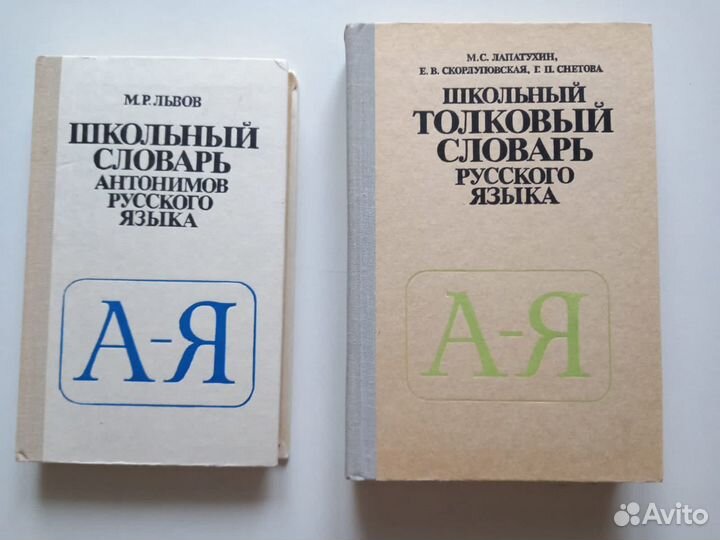 М.Р. ЛЬВОВ
ШКОЛЬНЫЙ
СЛОВАРЬ
АНТОНИМОВ
РУССКОГО
ЯЗЫКА
А-Я
М.С. ЛАПАТУХИН,
Е. В. СКОРЛУПОВСКАЯ, Г. П. СНЕТОВА
ШКОЛЬНЫЙ
ТОЛКОВЫЙ
СЛОВАРЬ
РУССКОГО
ЯЗЫКА
А-Я
Avito